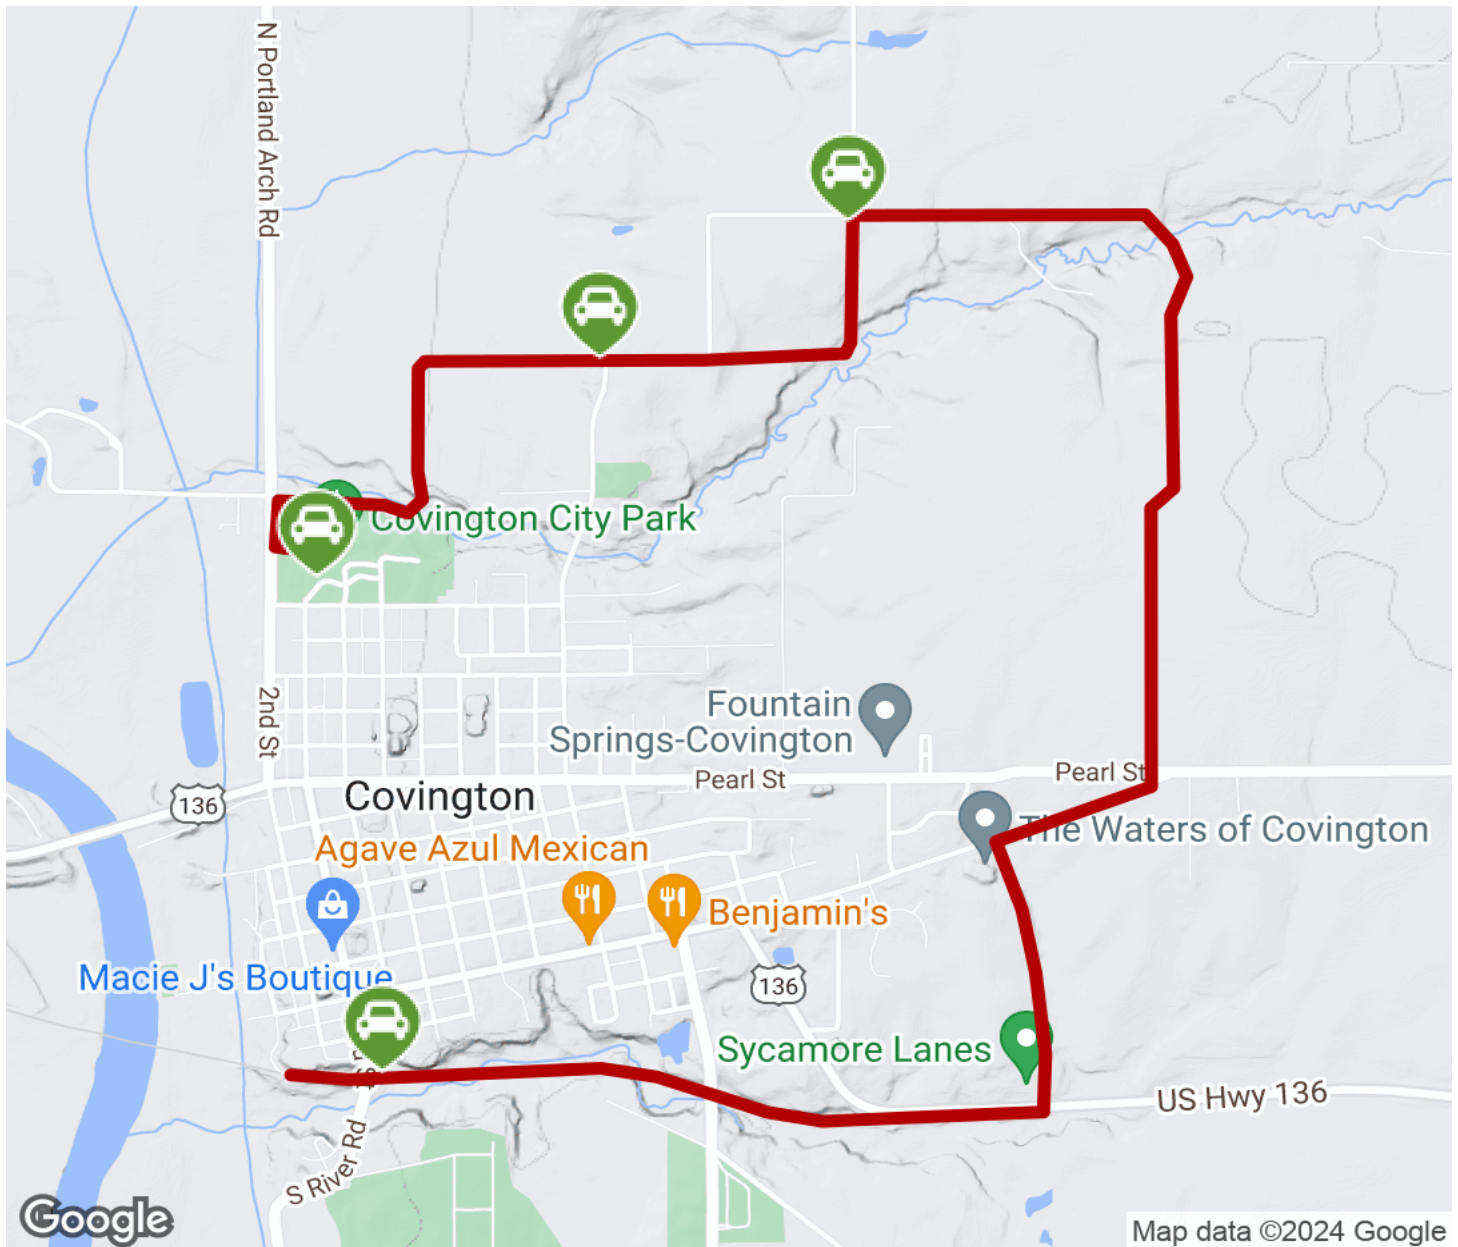 N Portland Arch Rd
Covington City Park
2nd St
Fountain
Springs-Covington
Pearl St
Pearl St
136
Covington
The Waters of Covington
Agave Azul Mexican
Benjamin's
Macie J's Boutique
136
Sycamore Lanes
US Hwy 136
S River Rd
Google
Map data ©2024 Google